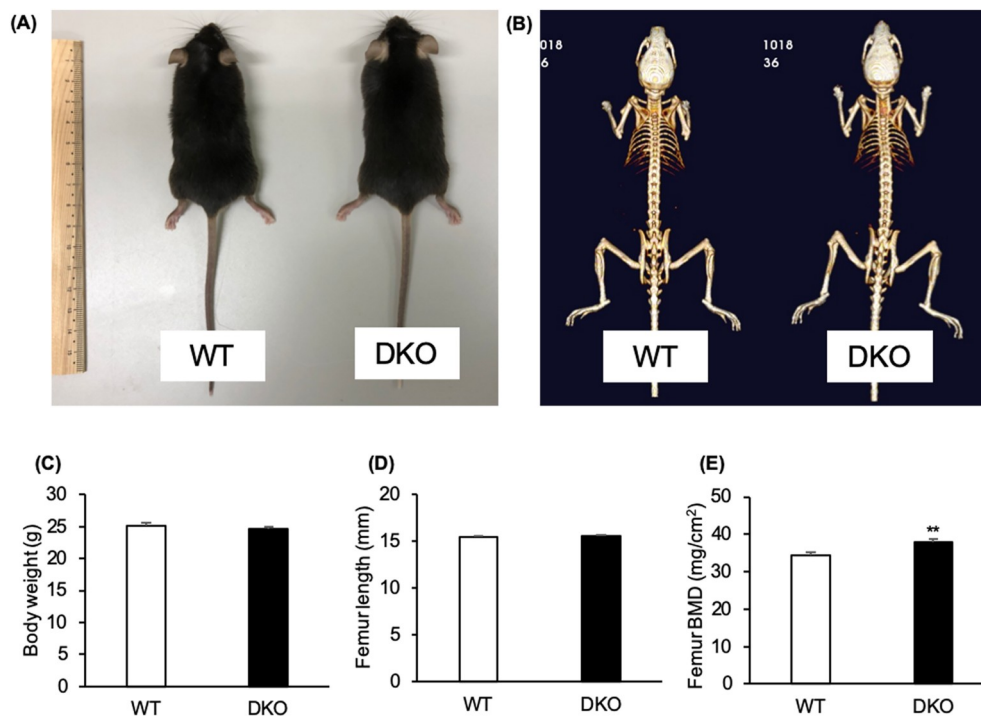 (A)
WT
DKO
(B)
018
6
1018
36
WT
DKO
(C)
Body weight (g)
30
25
20
15
10
5
0
WT
DKO
(D)
Femur length (mm)
20
15
10
5
0
WT
DKO
(E)
Femur BMD (mg/cm²)
50
40
30
20
10
0
**
WT
DKO